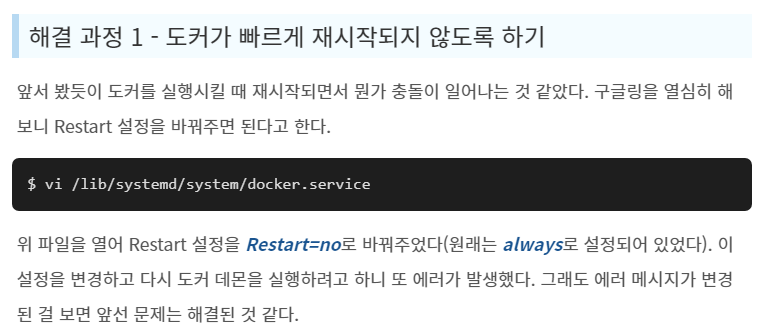 해결 과정 1 - 도커가 빠르게 재시작되지 않도록 하기
앞서 봤듯이 도커를 실행시킬 때 재시작되면서 뭔가 충돌이 일어나는 것 같았다. 구글링을 열심히 해
보니 Restart 설정을 바꿔주면 된다고 한다.
$ vi /lib/systemd/system/docker.service
위 파일을 열어 Restart 설정을 Restart=no로 바꿔주었다(원래는 always로 설정되어 있었다). 이
설정을 변경하고 다시 도커 데몬을 실행하려고 하니 또 에러가 발생했다. 그래도 에러 메시지가 변경
된 걸 보면 앞선 문제는 해결된 것 같다.